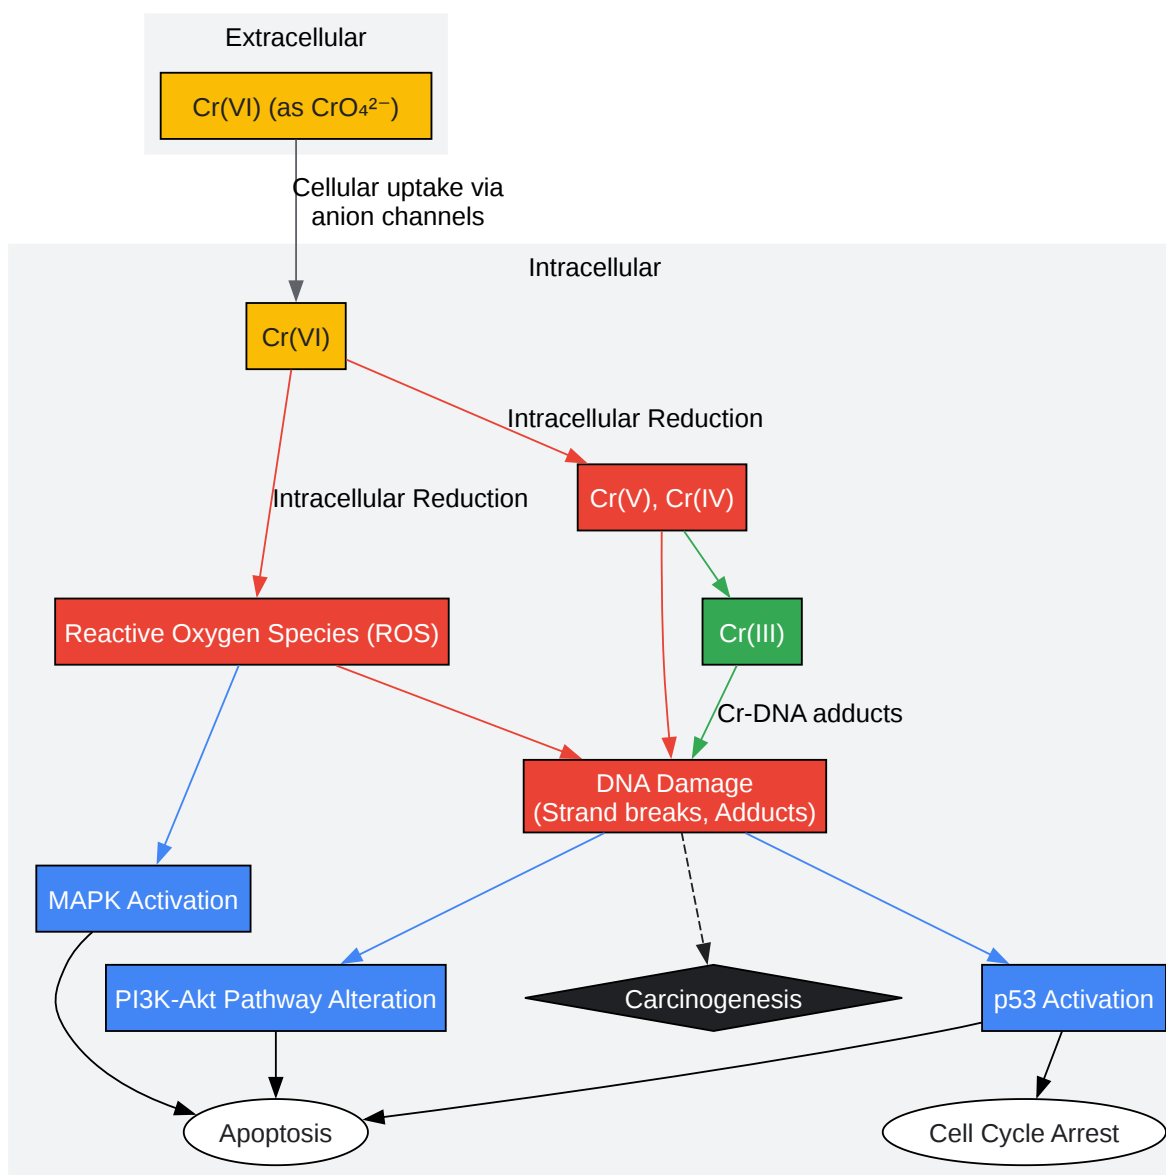 Extracellular
Cr(VI) (as CrO₄²⁻)
Cellular uptake via
anion channels
Intracellular
Cr(VI)
Intracellular Reduction
Intracellular Reduction
Cr(V), Cr(IV)
Reactive Oxygen Species (ROS)
Cr(III)
Cr-DNA adducts
DNA Damage
(Strand breaks, Adducts)
MAPK Activation
PI3K-Akt Pathway Alteration
Carcinogenesis
p53 Activation
Apoptosis
Cell Cycle Arrest